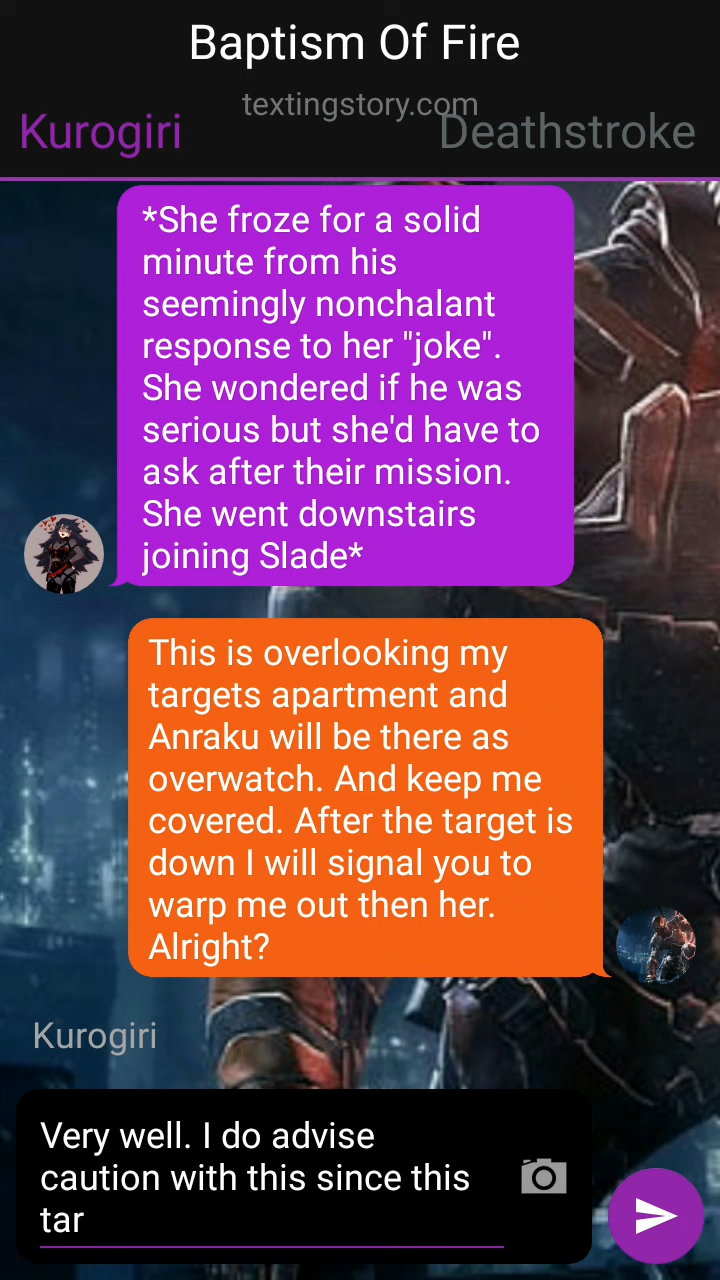 Baptism Of Fire
textingstory.com
Kurogiri
Deathstroke
*She froze for a solid
minute from his
seemingly nonchalant
response to her "joke".
She wondered if he was
serious but she'd have to
ask after their mission.
She went downstairs
joining Slade*
This is overlooking my
targets apartment and
Anraku will be there as
overwatch. And keep me
covered. After the target is
down I will signal you to
warp me out then her.
Alright?
Kurogiri
Very well. I do advise
caution with this since this
tar